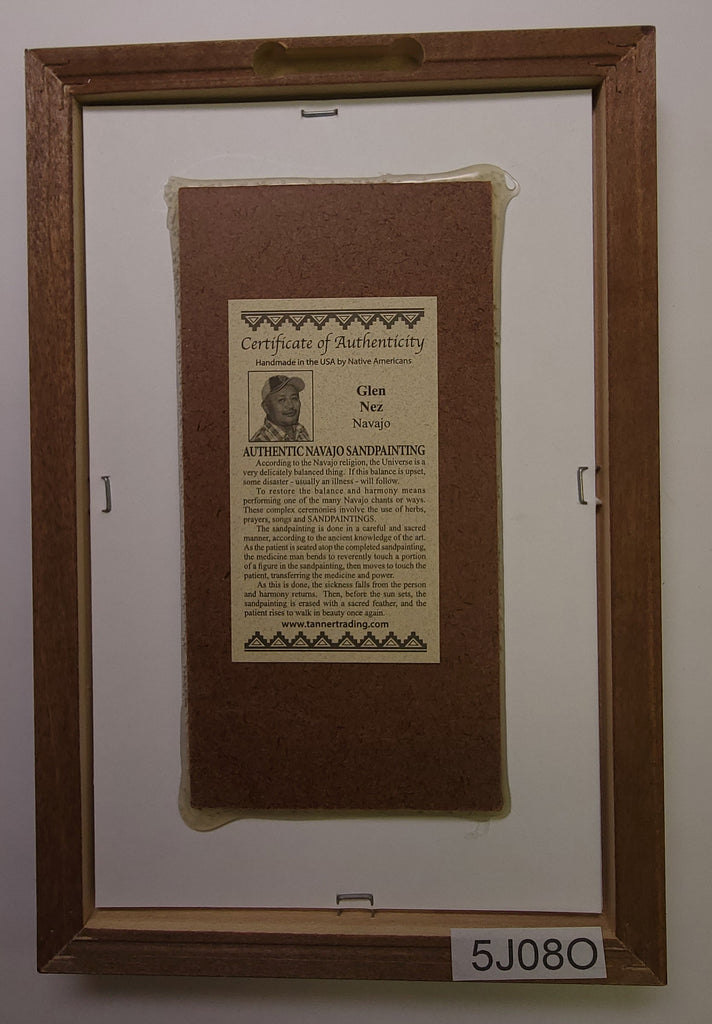 Certificate of Authenticity
Handmade in the USA by Native Americans
Glen
Nez
Navajo
AUTHENTIC NAVAJO SANDPAINTING
According to the Navajo religion, the Universe is a
very delicately balanced thing. If this balance is upset,
some disaster - usually an illness - will follow.
To restore the balance and harmony means
performing one of the many Navajo chants or ways.
These complex ceremonies involve the use of herbs,
prayers, songs and SANDPAINTINGS.
The sandpainting is done in a careful and sacred
manner, according to the ancient knowledge of the art.
As the patient is seated atop the completed sandpainting,
the medicine man bends to reverently touch a portion
of a figure in the sandpainting, then moves to touch the
patient, transferring the medicine and power.
As this is done, the sickness falls from the person
and harmony returns. Then, before the sun sets, the
sandpainting is erased with a sacred feather, and the
patient rises to walk in beauty once again.
www.tannertrading.com
5J08O